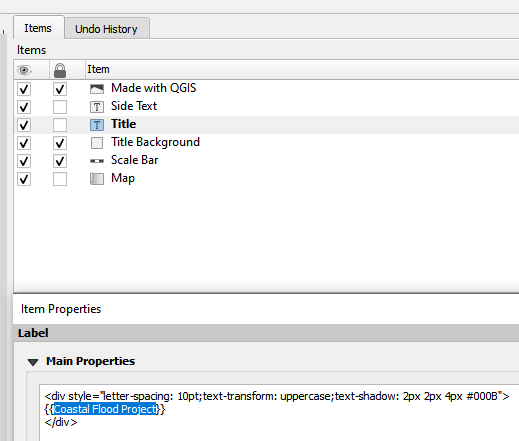 Items
Undo History
Items
Item
Made with QGIS
T Side Text
T Title
Title Background
Scale Bar
Map
Item Properties
Label
Main Properties
<div style="letter-spacing: 10pt;text-transform: uppercase;text-shadow: 2px 2px 4px #000B">
{{Coastal Flood Project}}
</div>